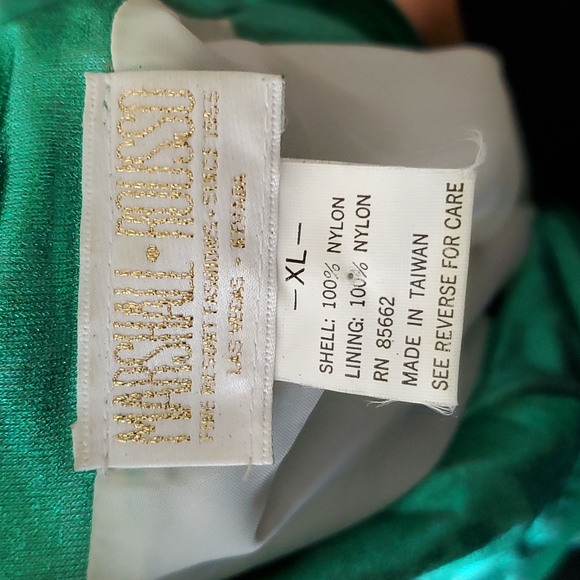 MARSHALL • ROUSSO
FINE RESORT FASHIONS • SINCE 1935
LAS VEGAS • NEVADA
— XL —
SHELL: 100% NYLON
LINING: 100% NYLON
RN 85662
MADE IN TAIWAN
SEE REVERSE FOR CARE